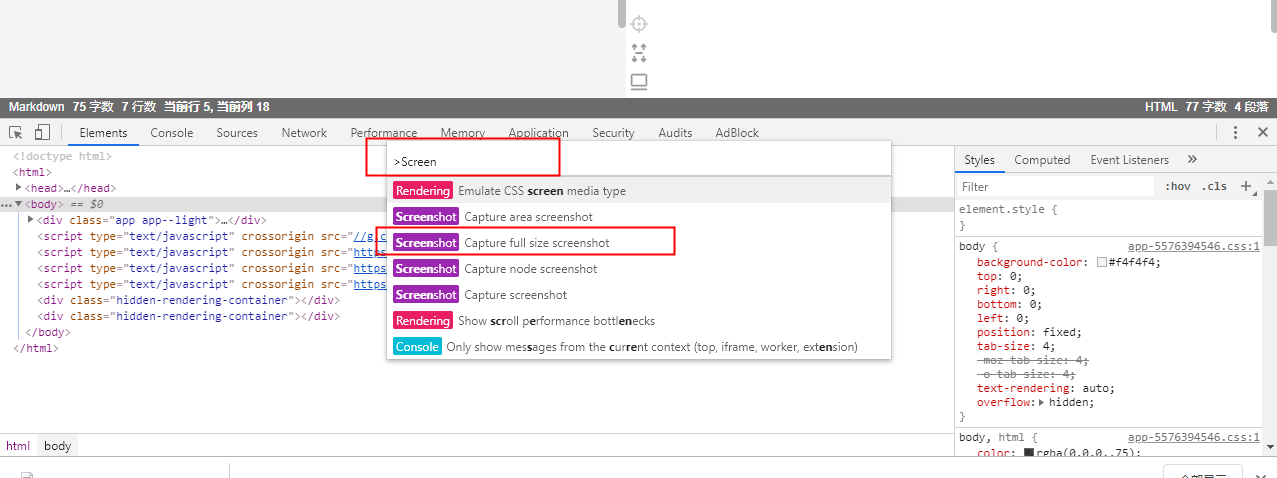 Markdown 75 字数 7 行数 当前行 5, 当前列 18 HTML 77 字数 4 段落
Elements Console Sources Network Performance Memory Application Security Audits AdBlock
<!doctype html>
<html>
<head>…</head>
<body> == $0
<div class="app app--light">…</div>
<script type="text/javascript" crossorigin src="//g.c
<script type="text/javascript" crossorigin src="https
<script type="text/javascript" crossorigin src="https
<script type="text/javascript" crossorigin src="https
<div class="hidden-rendering-container"></div>
<div class="hidden-rendering-container"></div>
</body>
</html>
>Screen
Rendering Emulate CSS screen media type
Screenshot Capture area screenshot
Screenshot Capture full size screenshot
Screenshot Capture node screenshot
Screenshot Capture screenshot
Rendering Show scroll performance bottlenecks
Console Only show messages from the current context (top, iframe, worker, extension)
Styles Computed Event Listeners »
Filter :hov .cls +
element.style {
}
body { app-5576394546.css:1
background-color: #f4f4f4;
top: 0;
right: 0;
bottom: 0;
left: 0;
position: fixed;
tab-size: 4;
-moz-tab-size: 4;
-o-tab-size: 4;
text-rendering: auto;
overflow: hidden;
}
body, html { app-5576394546.css:1
color: rgba(0,0,0,.75);
html body
全部显示